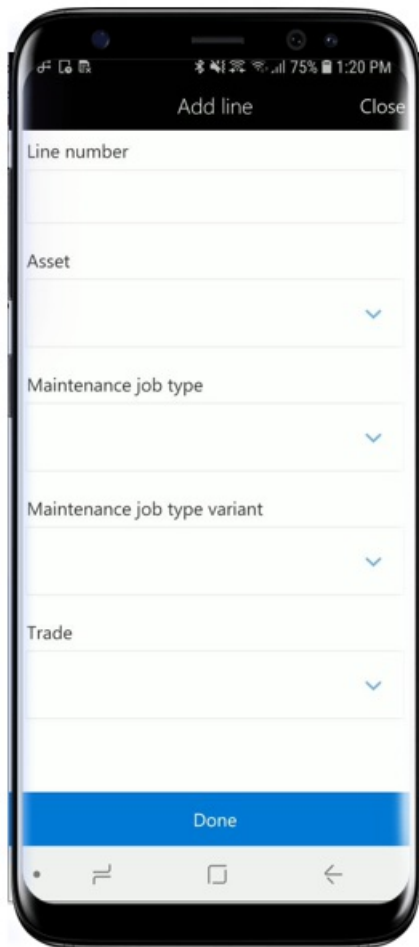 75% 1:20 PM
Add line Close
Line number
Asset
Maintenance job type
Maintenance job type variant
Trade
Done